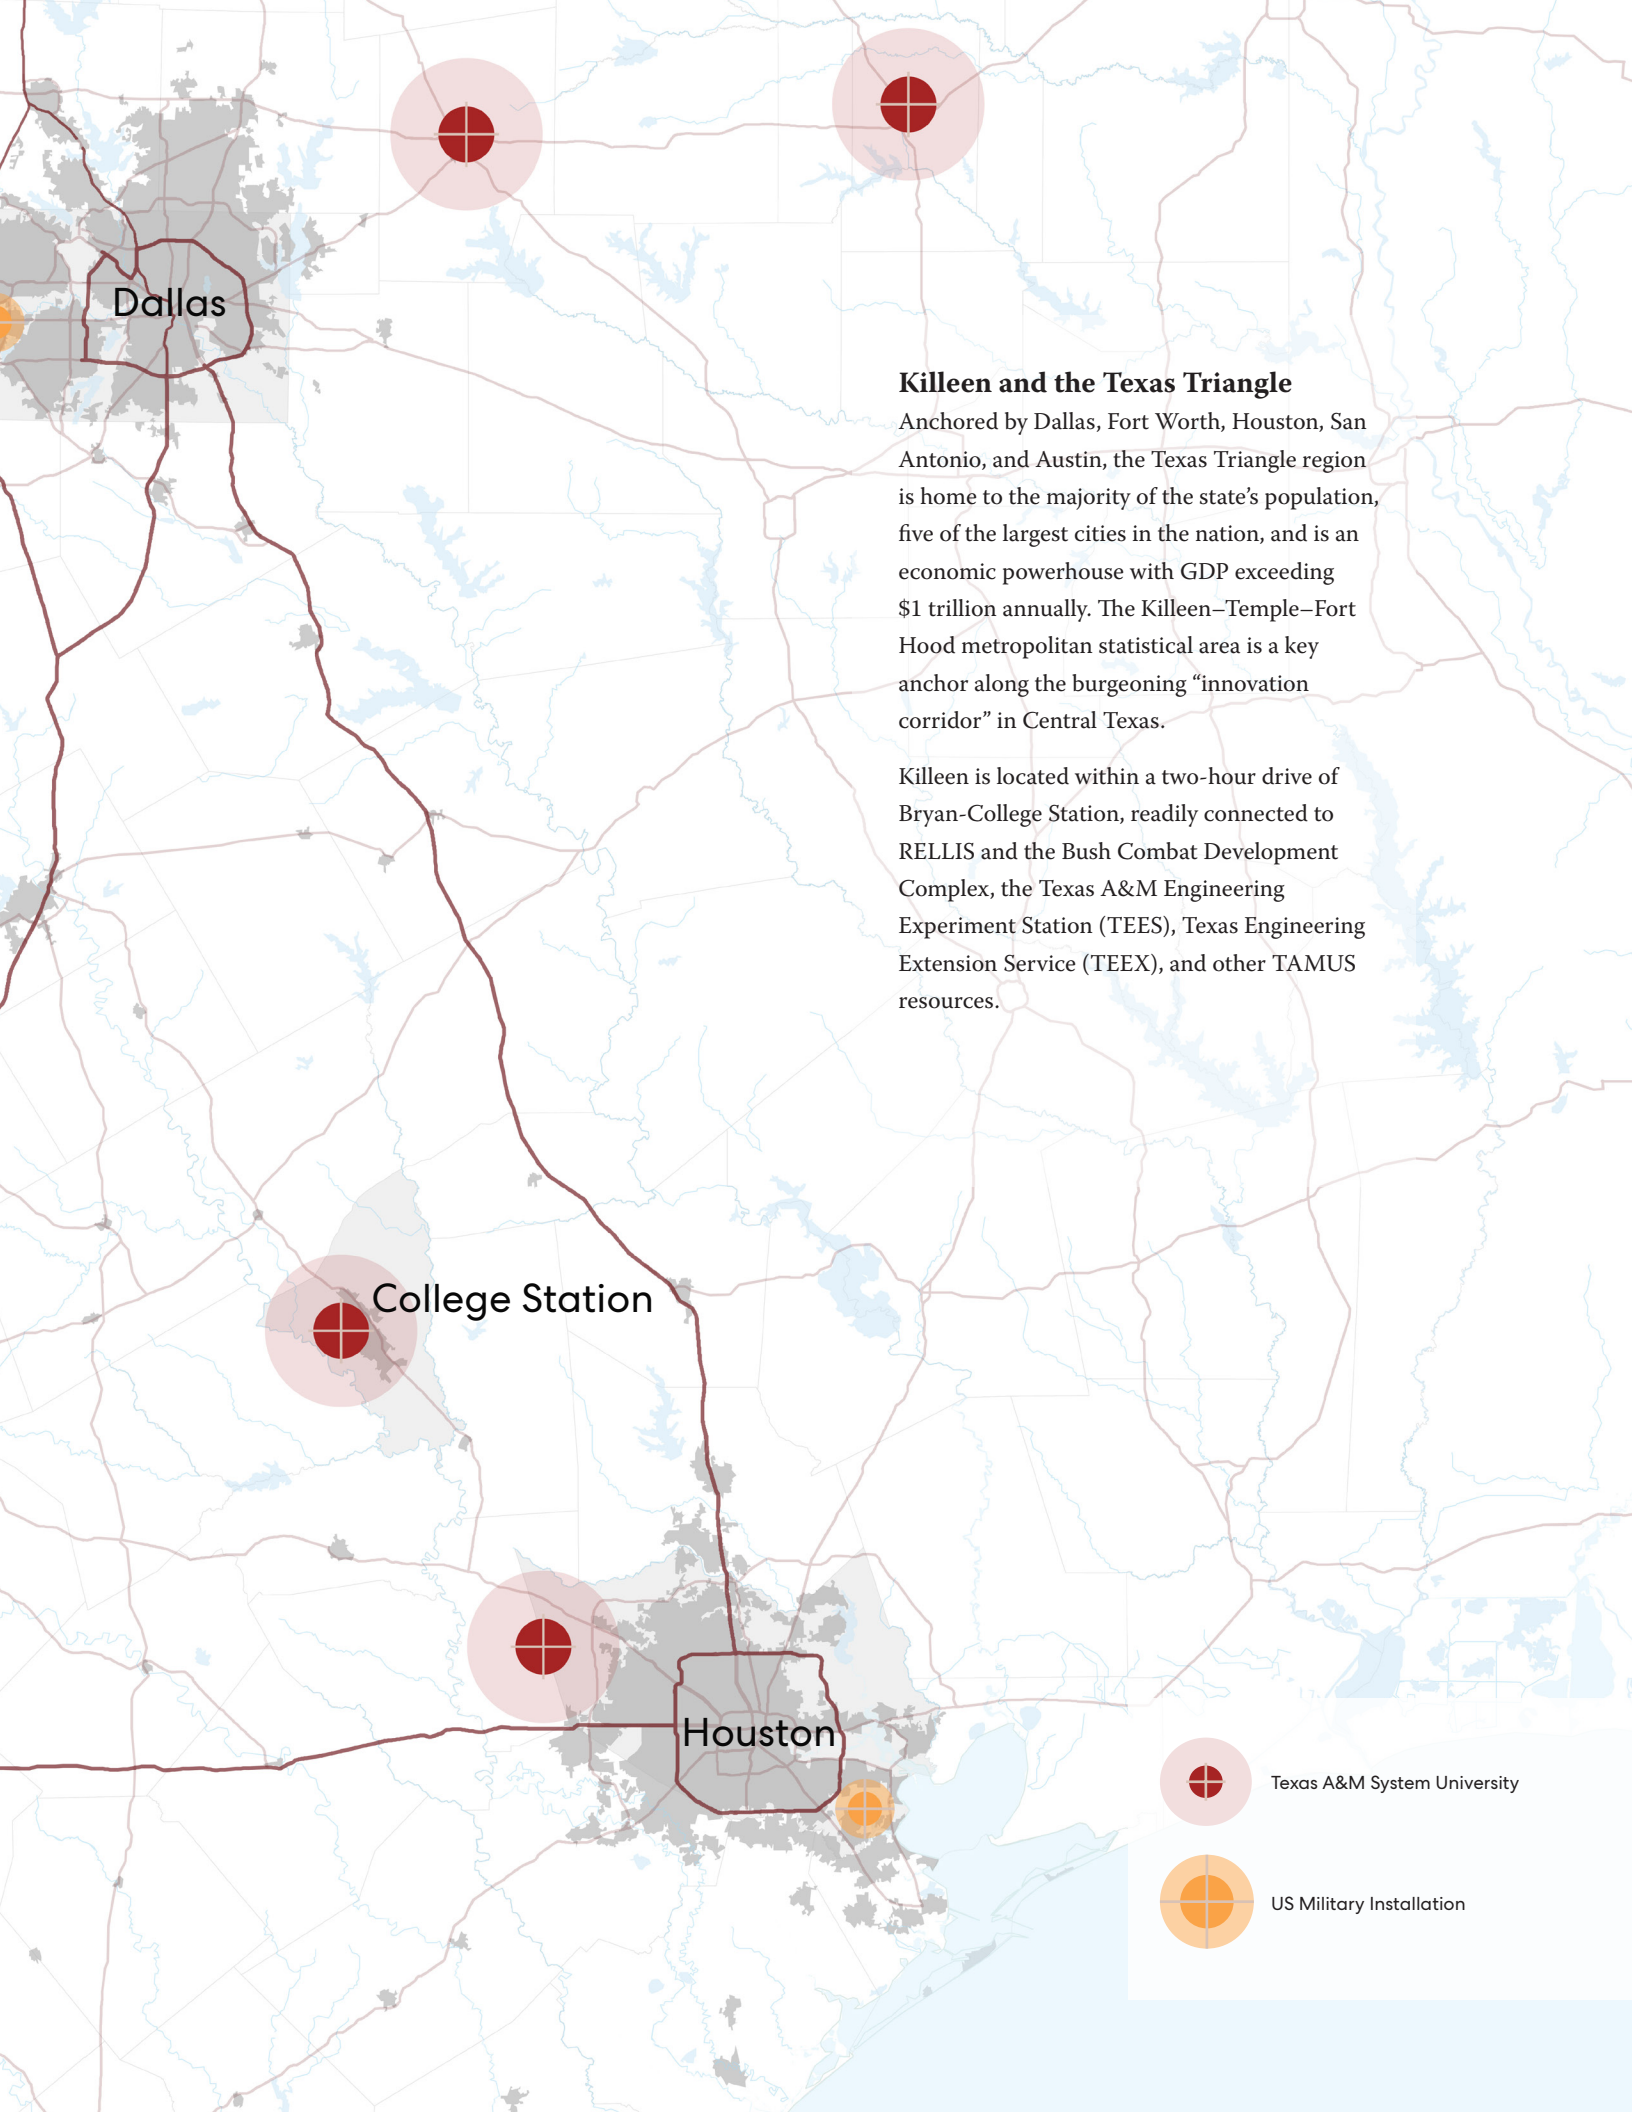 Dallas
Killeen and the Texas Triangle
Anchored by Dallas, Fort Worth, Houston, San
Antonio, and Austin, the Texas Triangle region
is home to the majority of the state’s population,
five of the largest cities in the nation, and is an
economic powerhouse with GDP exceeding
$1 trillion annually. The Killeen–Temple–Fort
Hood metropolitan statistical area is a key
anchor along the burgeoning “innovation
corridor” in Central Texas.
Killeen is located within a two-hour drive of
Bryan-College Station, readily connected to
RELLIS and the Bush Combat Development
Complex, the Texas A&M Engineering
Experiment Station (TEES), Texas Engineering
Extension Service (TEEX), and other TAMUS
resources.
College Station
Houston
Texas A&M System University
US Military Installation